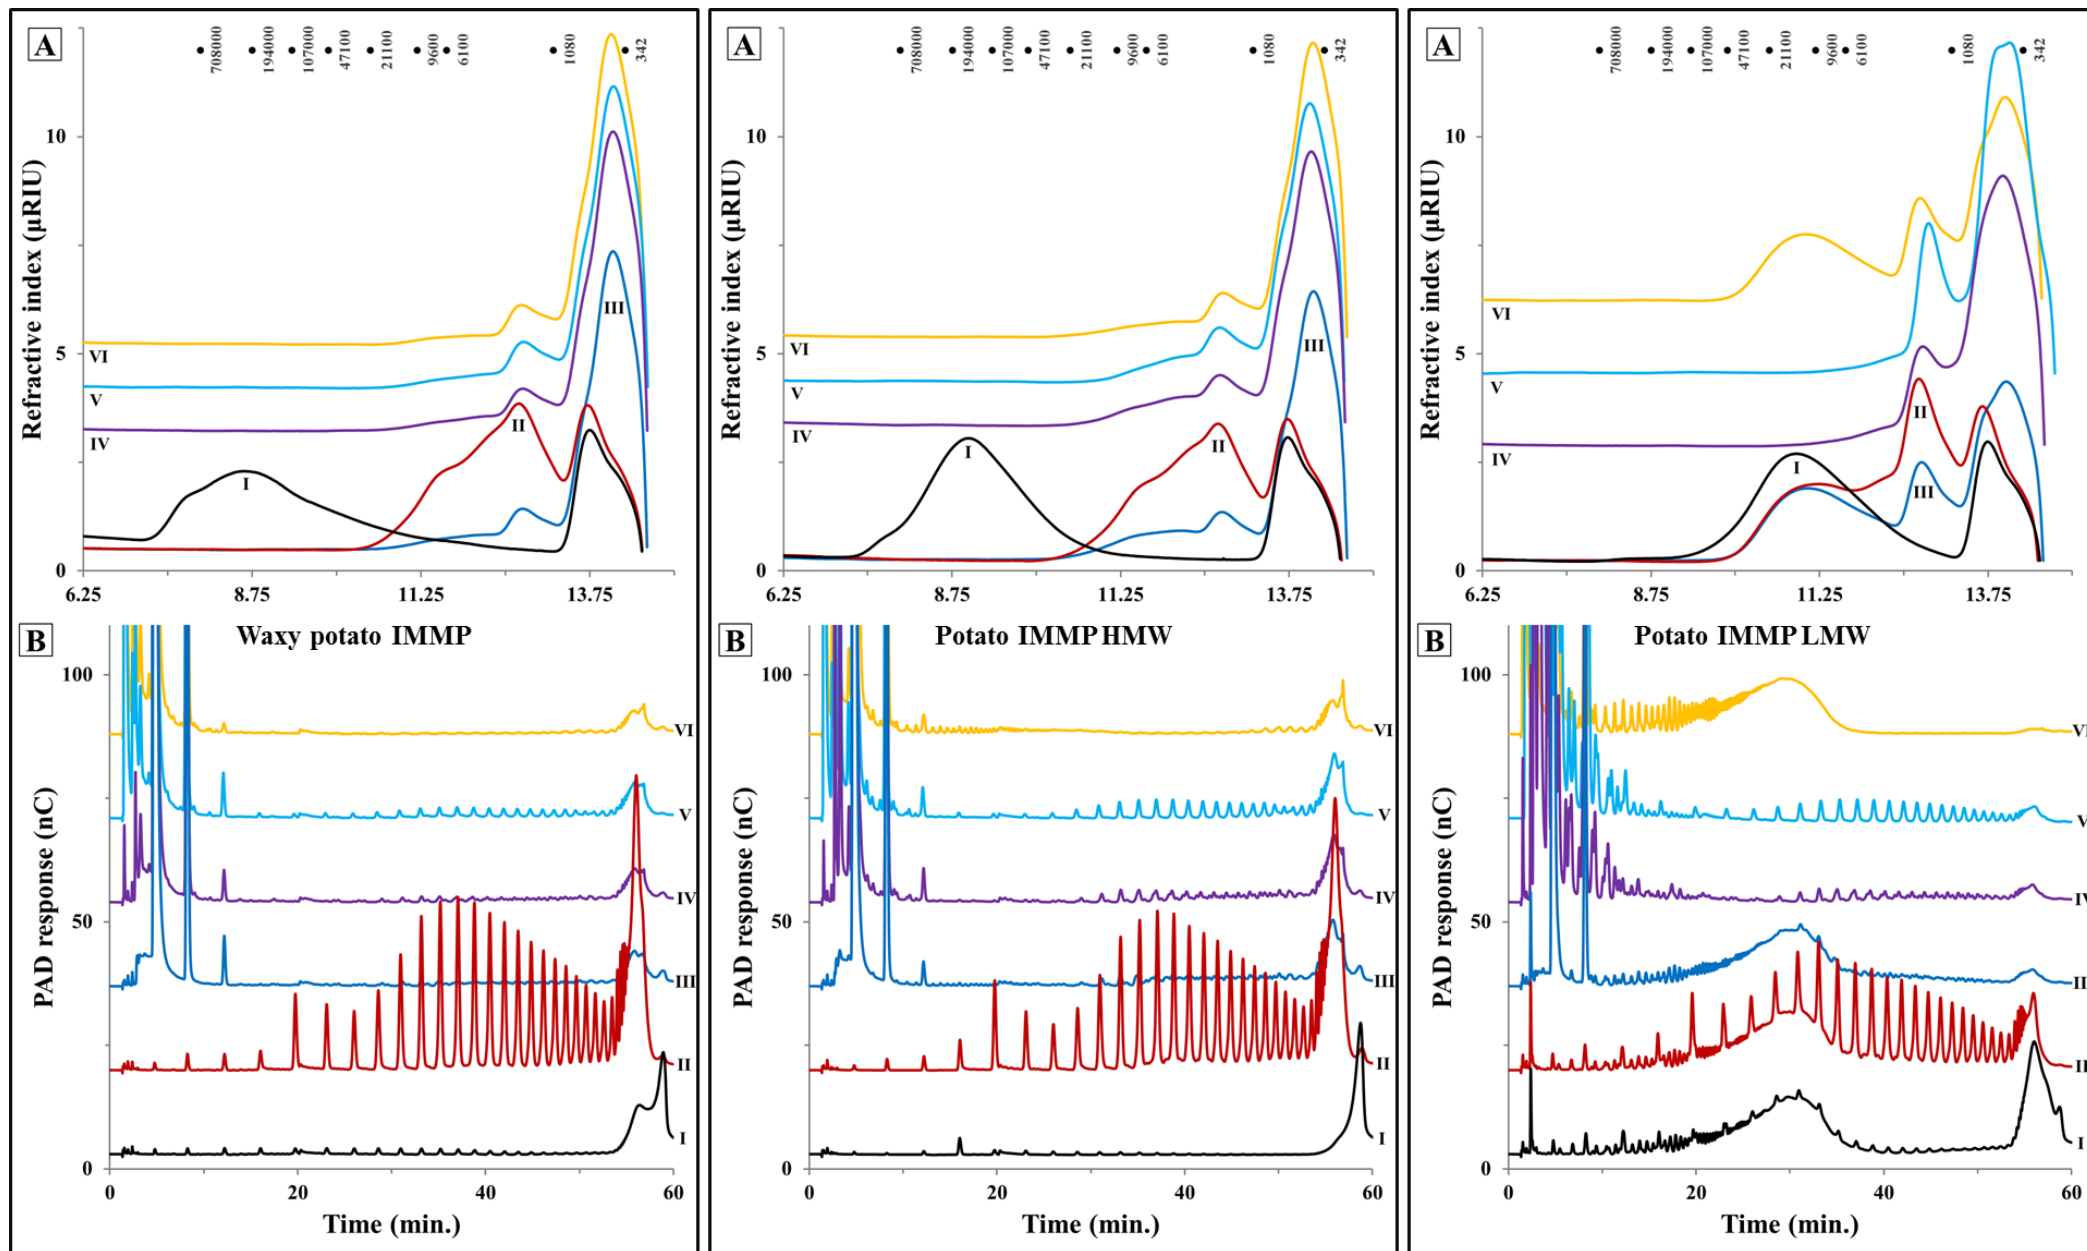 A
708000 194000 107000 47100 21100 9600 6100 1080 342
Refractive index (µRIU)
10
5
0
VI
V
IV
I
II
III
6.25 8.75 11.25 13.75
B
Waxy potato IMMP
PAD response (nC)
100
50
0
VI
V
IV
III
II
I
0 20 40 60
Time (min.)
A
708000 194000 107000 47100 21100 9600 6100 1080 342
Refractive index (µRIU)
10
5
0
VI
V
IV
I
II
III
6.25 8.75 11.25 13.75
B
Potato IMMP HMW
PAD response (nC)
100
50
0
VI
V
IV
III
II
I
0 20 40 60
Time (min.)
A
708000 194000 107000 47100 21100 9600 6100 1080 342
Refractive index (µRIU)
10
5
0
VI
V
IV
I
II
III
6.25 8.75 11.25 13.75
B
Potato IMMP LMW
PAD response (nC)
100
50
0
V
II
I
0 20 40 60
Time (min.)